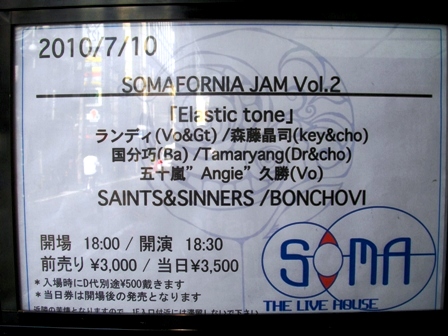 2010/7/10
SOMAFORNIA JAM Vol.2
「Elastic tone」
ランディ(Vo&Gt) /森藤晶司(key&cho)
国分巧(Ba) /Tamaryang(Dr&cho)
五十嵐”Angie”久勝(Vo)
SAINTS&SINNERS /BONCHOVI
開場 18:00 / 開演 18:30
前売り ¥3,000 / 当日¥3,500
＊入場時にD代別途¥500戴きます
＊当日券は開場後の発売となります
SOMA
THE LIVE HOUSE